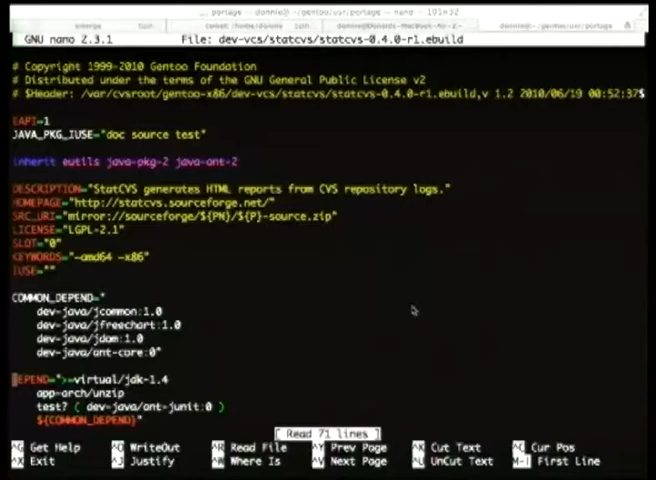 portage — nano — 101×32
GNU nano 2.3.1 File: dev-vcs/statcvs/statcvs-0.4.0-r1.ebuild
# Copyright 1999-2010 Gentoo Foundation
# Distributed under the terms of the GNU General Public License v2
# $Header: /var/cvsroot/gentoo-x86/dev-vcs/statcvs/statcvs-0.4.0-r1.ebuild,v 1.2 2010/06/19 00:52:37$
EAPI=1
JAVA_PKG_IUSE="doc source test"
inherit eutils java-pkg-2 java-ant-2
DESCRIPTION="StatCVS generates HTML reports from CVS repository logs."
HOMEPAGE="http://statcvs.sourceforge.net/"
SRC_URI="mirror://sourceforge/${PN}/${P}-source.zip"
LICENSE="LGPL-2.1"
SLOT="0"
KEYWORDS="~amd64 ~x86"
IUSE=""
COMMON_DEPEND="
dev-java/jcommon:1.0
dev-java/jfreechart:1.0
dev-java/jdom:1.0
dev-java/ant-core:0"
DEPEND=">=virtual/jdk-1.4
app-arch/unzip
test? ( dev-java/ant-junit:0 )
${COMMON_DEPEND}"
[ Read 71 lines ]
^G Get Help ^O WriteOut ^R Read File ^Y Prev Page ^K Cut Text ^C Cur Pos
^X Exit ^J Justify ^W Where Is ^V Next Page ^U UnCut Text M-\ First Line